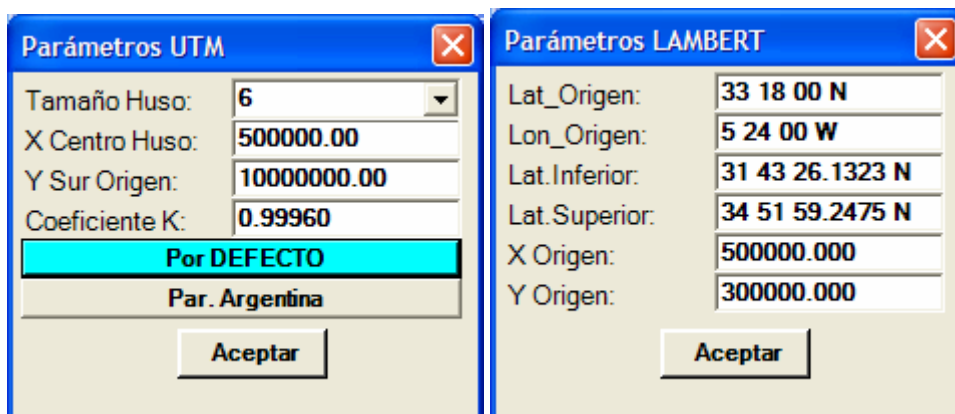 Parámetros UTM
Tamaño Huso: 6
X Centro Huso: 500000.00
Y Sur Origen: 10000000.00
Coeficiente K: 0.99960
Por DEFECTO
Par. Argentina
Aceptar
Parámetros LAMBERT
Lat_Origen: 33 18 00 N
Lon_Origen: 5 24 00 W
Lat.Inferior: 31 43 26.1323 N
Lat.Superior: 34 51 59.2475 N
X Origen: 500000.000
Y Origen: 300000.000
Aceptar